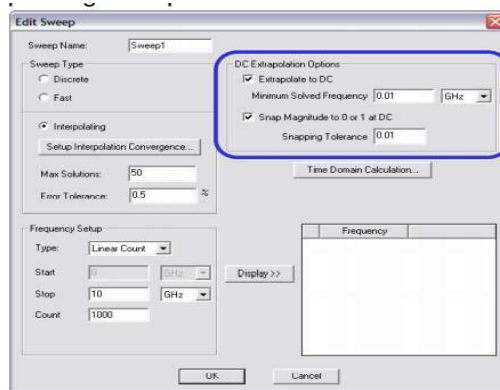 Edit Sweep
Sweep Name: Sweep1
Sweep Type
Discrete
Fast
Interpolating
Setup Interpolation Convergence...
Max Solutions: 50
Error Tolerance: 0.5 %
DC Extrapolation Options
Extrapolate to DC
Minimum Solved Frequency 0.01 GHz
Snap Magnitude to 0 or 1 at DC
Snapping Tolerance 0.01
Time Domain Calculation...
Frequency Setup
Type: Linear Count
Start 0 GHz
Stop 10 GHz
Count 1000
Display >>
Frequency
OK
Cancel